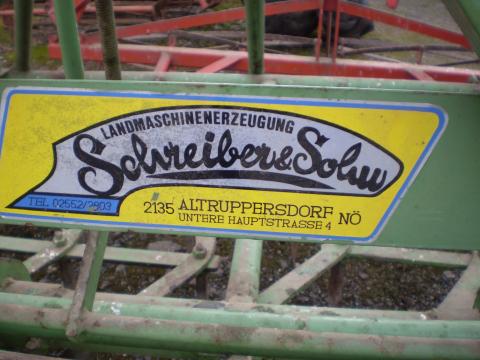 LANDMASCHINENERZEUGUNG
Schreiber & Sohn
TEL 02552/2803
2135 ALTRUPPERSDORF NÖ
UNTERE HAUPTSTRASSE 4